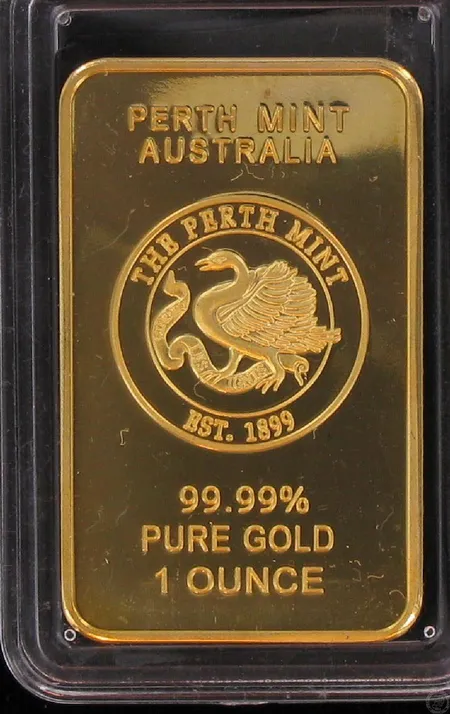 PERTH MINT
AUSTRALIA
THE PERTH MINT
EST. 1899
99.99%
PURE GOLD
1 OUNCE